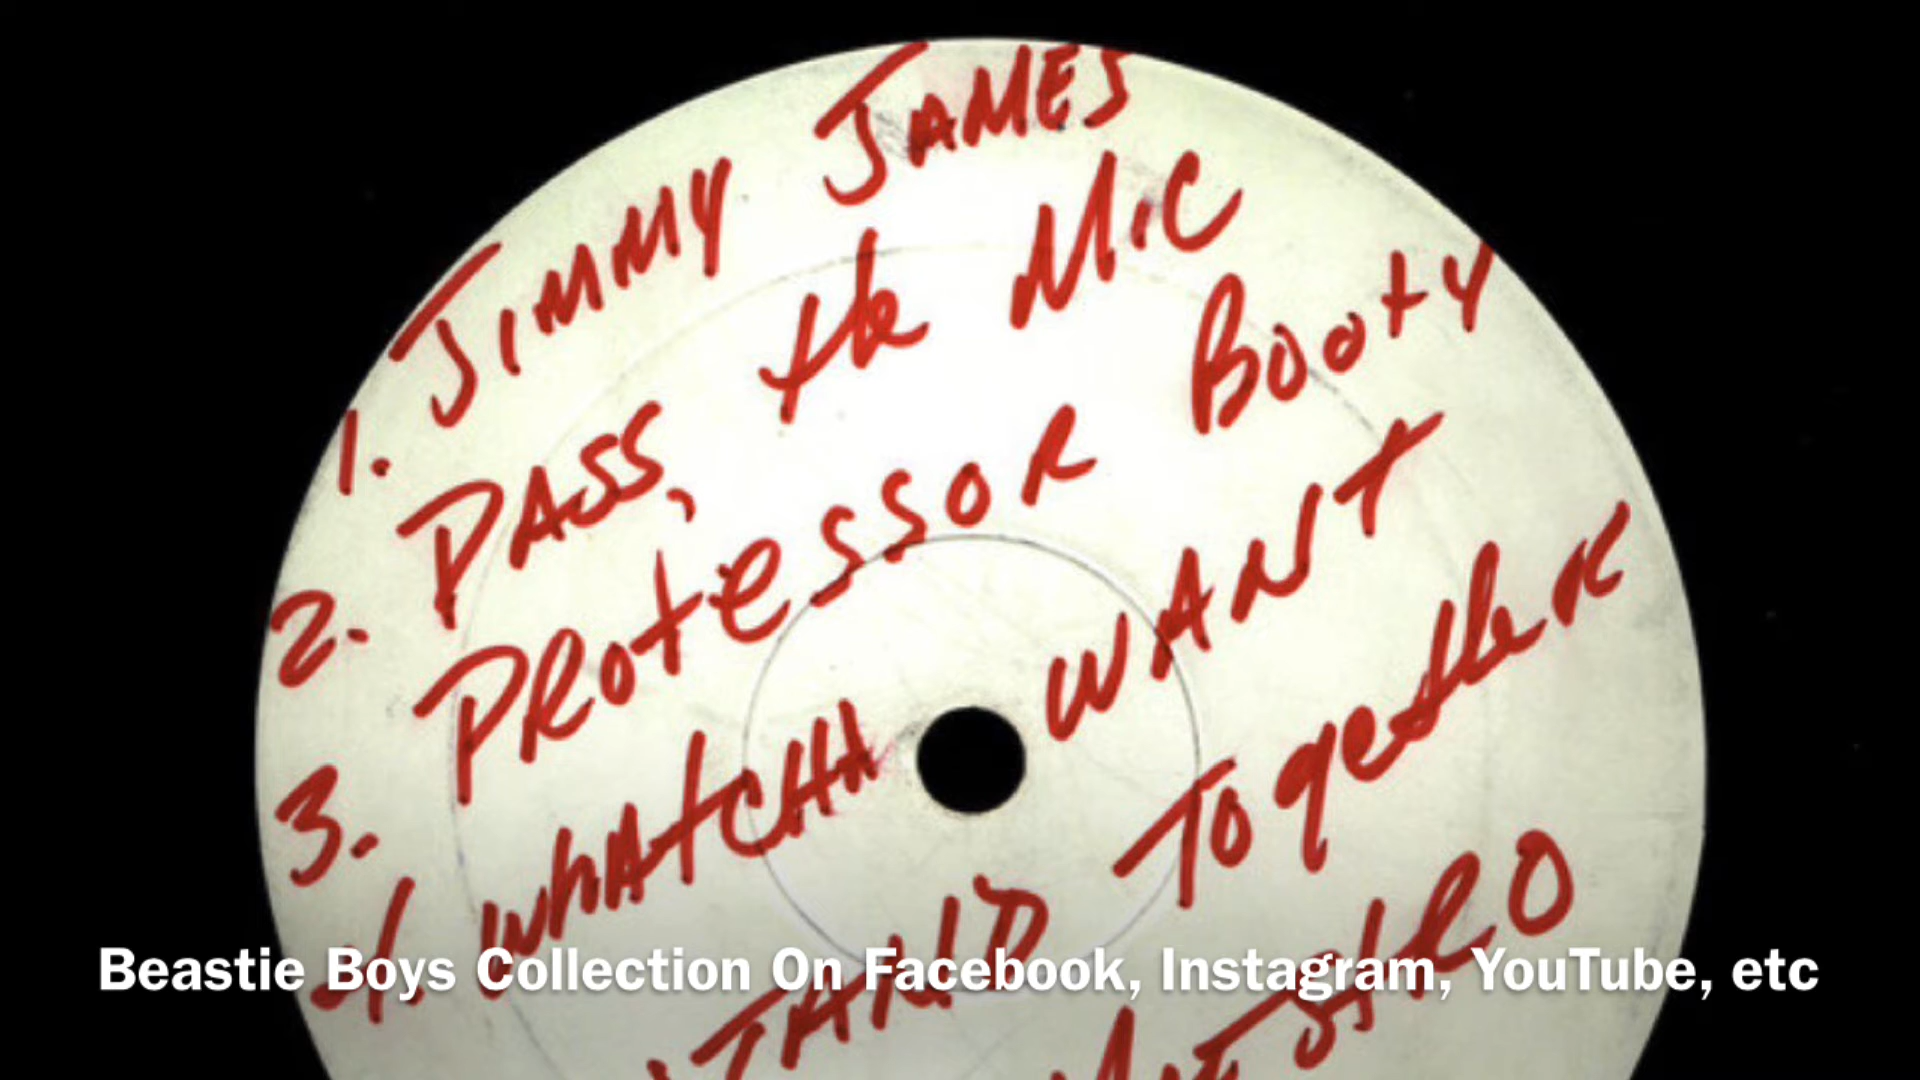 1. JIMMY JAMES
2. PASS, the MIC
3. PROfeSSOR BOOty
4. WhAtCHA WANT
STAND TogetheR
MAESTRO
Beastie Boys Collection On Facebook, Instagram, YouTube, etc